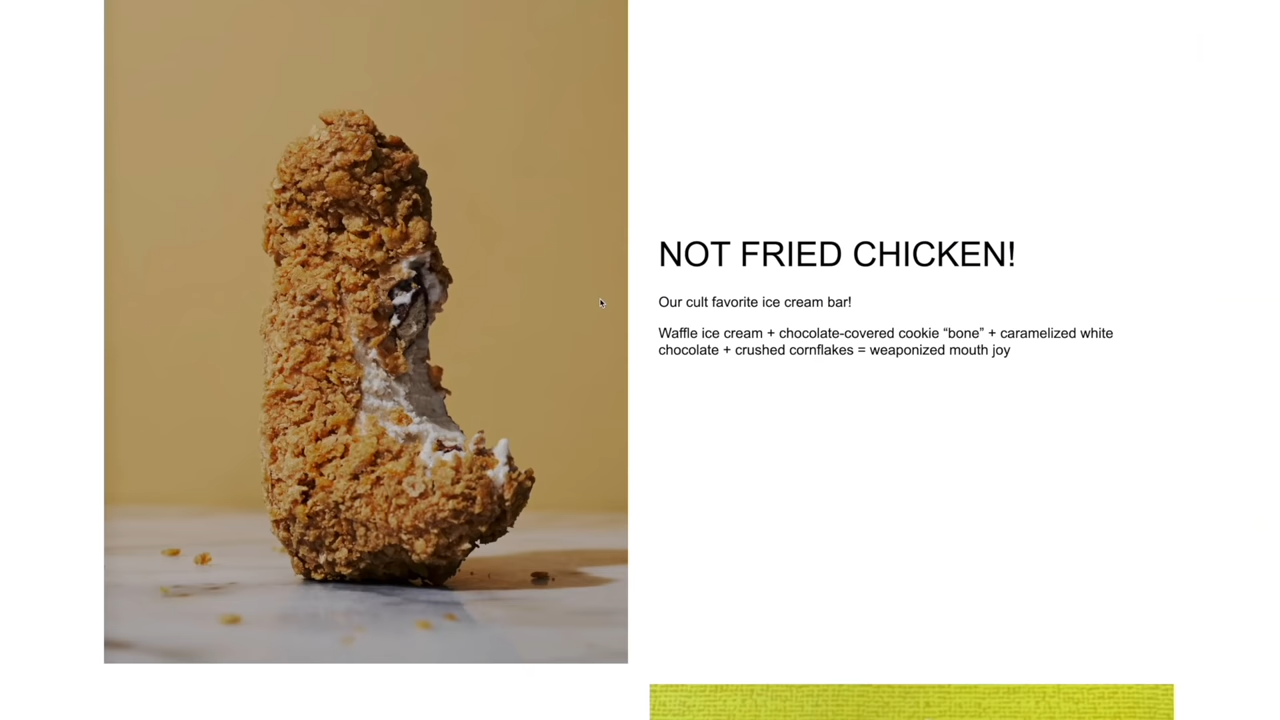 NOT FRIED CHICKEN!
Our cult favorite ice cream bar!
Waffle ice cream + chocolate-covered cookie “bone” + caramelized white
chocolate + crushed cornflakes = weaponized mouth joy